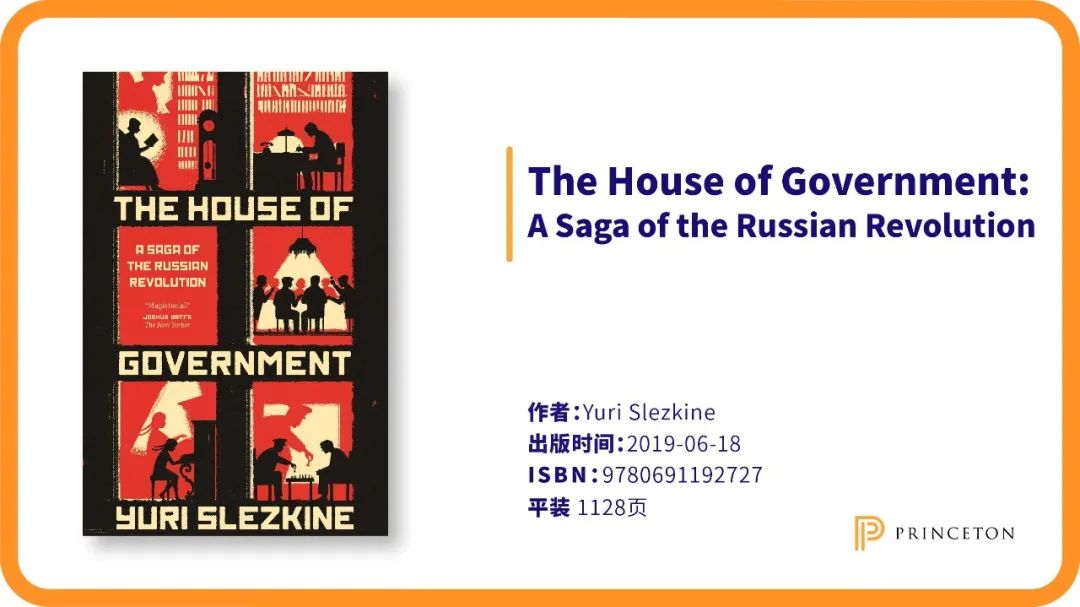 THE HOUSE OF
A SAGA OF
THE RUSSIAN
REVOLUTION
"Magisterial"
JOSHUA YAFFA
The New Yorker
GOVERNMENT
YURI SLEZKINE
The House of Government:
A Saga of the Russian Revolution
作者：Yuri Slezkine
出版时间：2019-06-18
ISBN：9780691192727
平装 1128页
PRINCETON